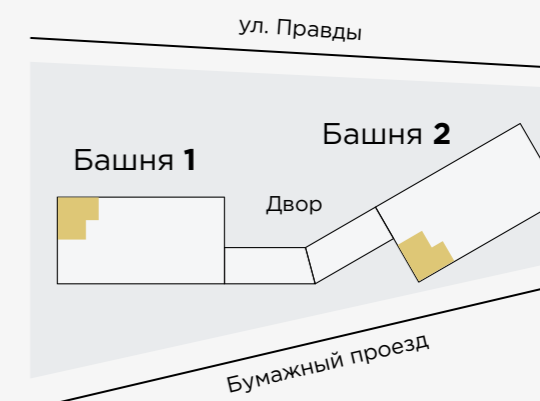 ул. Правды
Башня 2
Башня 1
Двор
Бумажный проезд